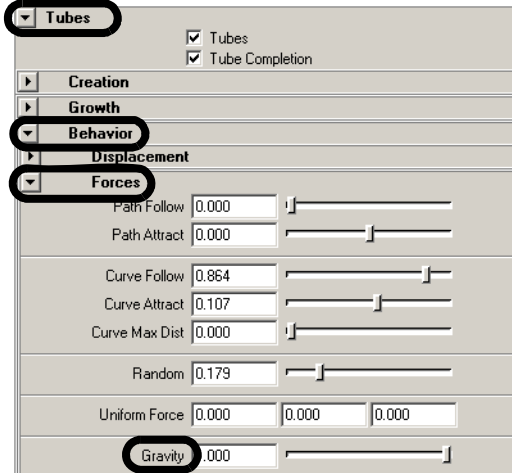 Tubes
Tubes
Tube Completion
Creation
Growth
Behavior
Displacement
Forces
Path Follow 0.000
Path Attract 0.000
Curve Follow 0.864
Curve Attract 0.107
Curve Max Dist 0.000
Random 0.179
Uniform Force 0.000 0.000 0.000
Gravity .000